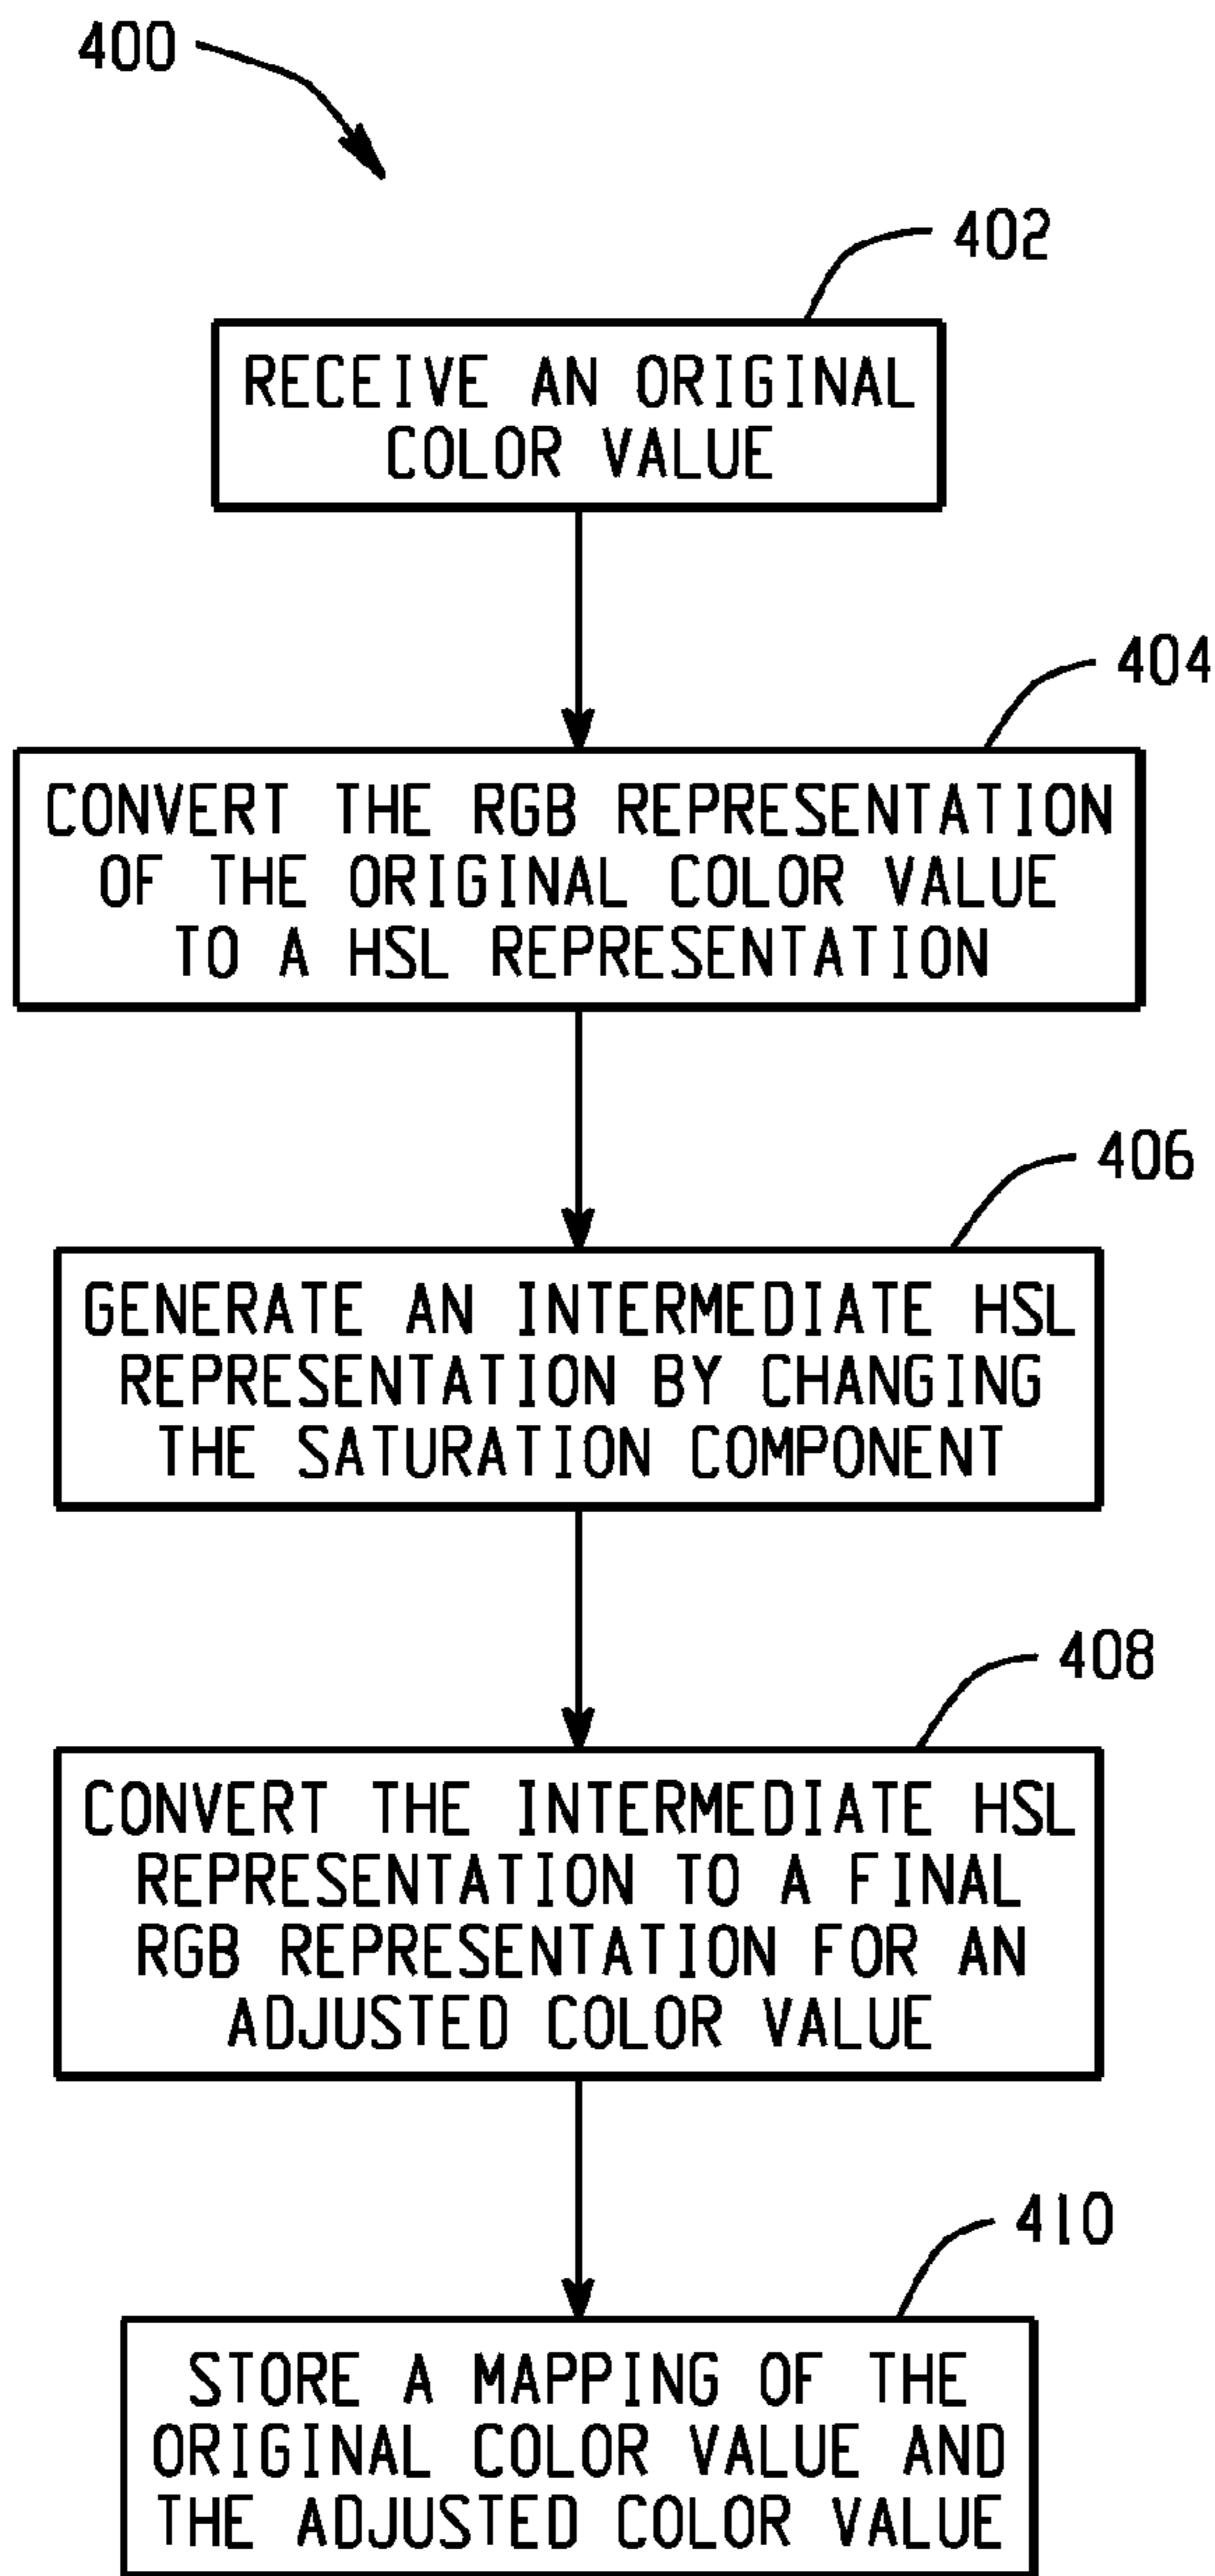 400
402
RECEIVE AN ORIGINAL
COLOR VALUE
404
CONVERT THE RGB REPRESENTATION
OF THE ORIGINAL COLOR VALUE
TO A HSL REPRESENTATION
406
GENERATE AN INTERMEDIATE HSL
REPRESENTATION BY CHANGING
THE SATURATION COMPONENT
408
CONVERT THE INTERMEDIATE HSL
REPRESENTATION TO A FINAL
RGB REPRESENTATION FOR AN
ADJUSTED COLOR VALUE
410
STORE A MAPPING OF THE
ORIGINAL COLOR VALUE AND
THE ADJUSTED COLOR VALUE